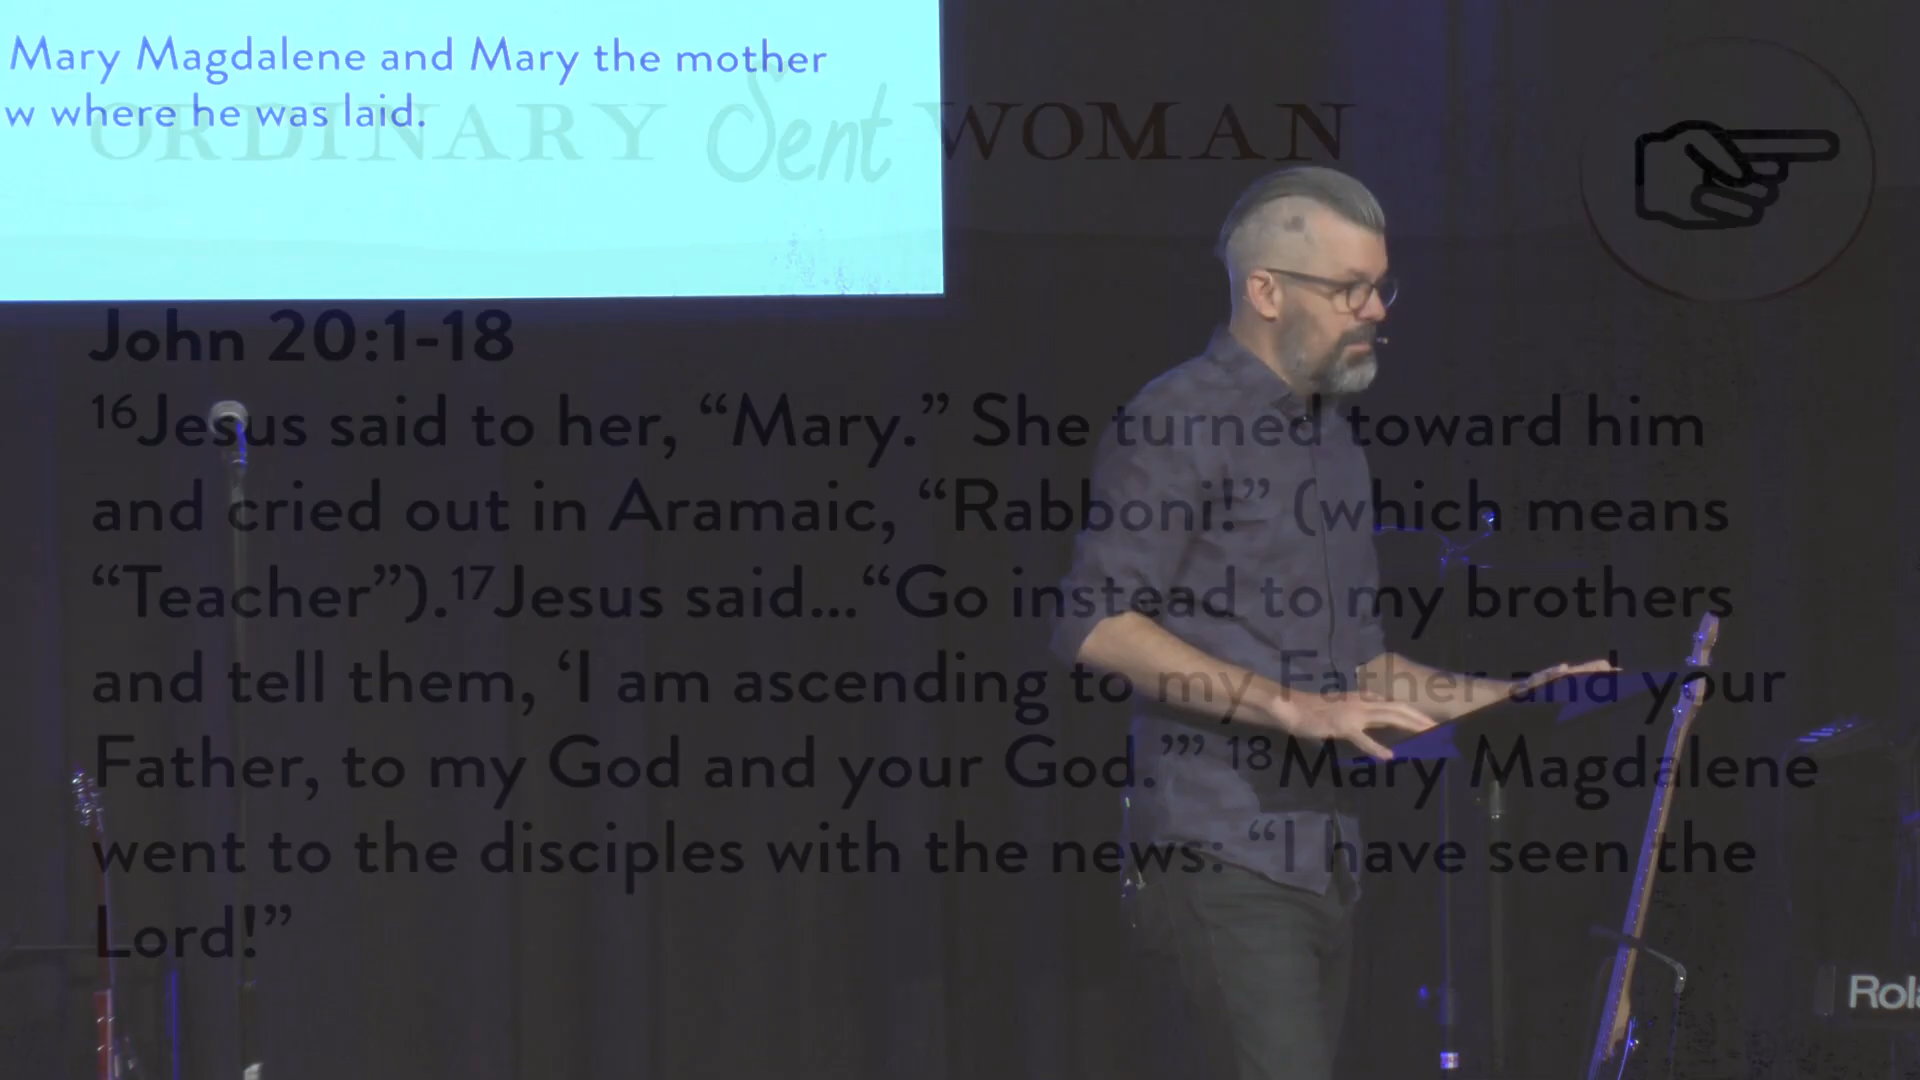 Mary Magdalene and Mary the mother
w where he was laid.
ORDINARY Sent WOMAN
John 20:1-18
¹⁶Jesus said to her, “Mary.” She turned toward him
and cried out in Aramaic, “Rabboni!” (which means
“Teacher”).¹⁷Jesus said...“Go instead to my brothers
and tell them, ‘I am ascending to my Father and your
Father, to my God and your God.’” ¹⁸Mary Magdalene
went to the disciples with the news: “I have seen the
Lord!”